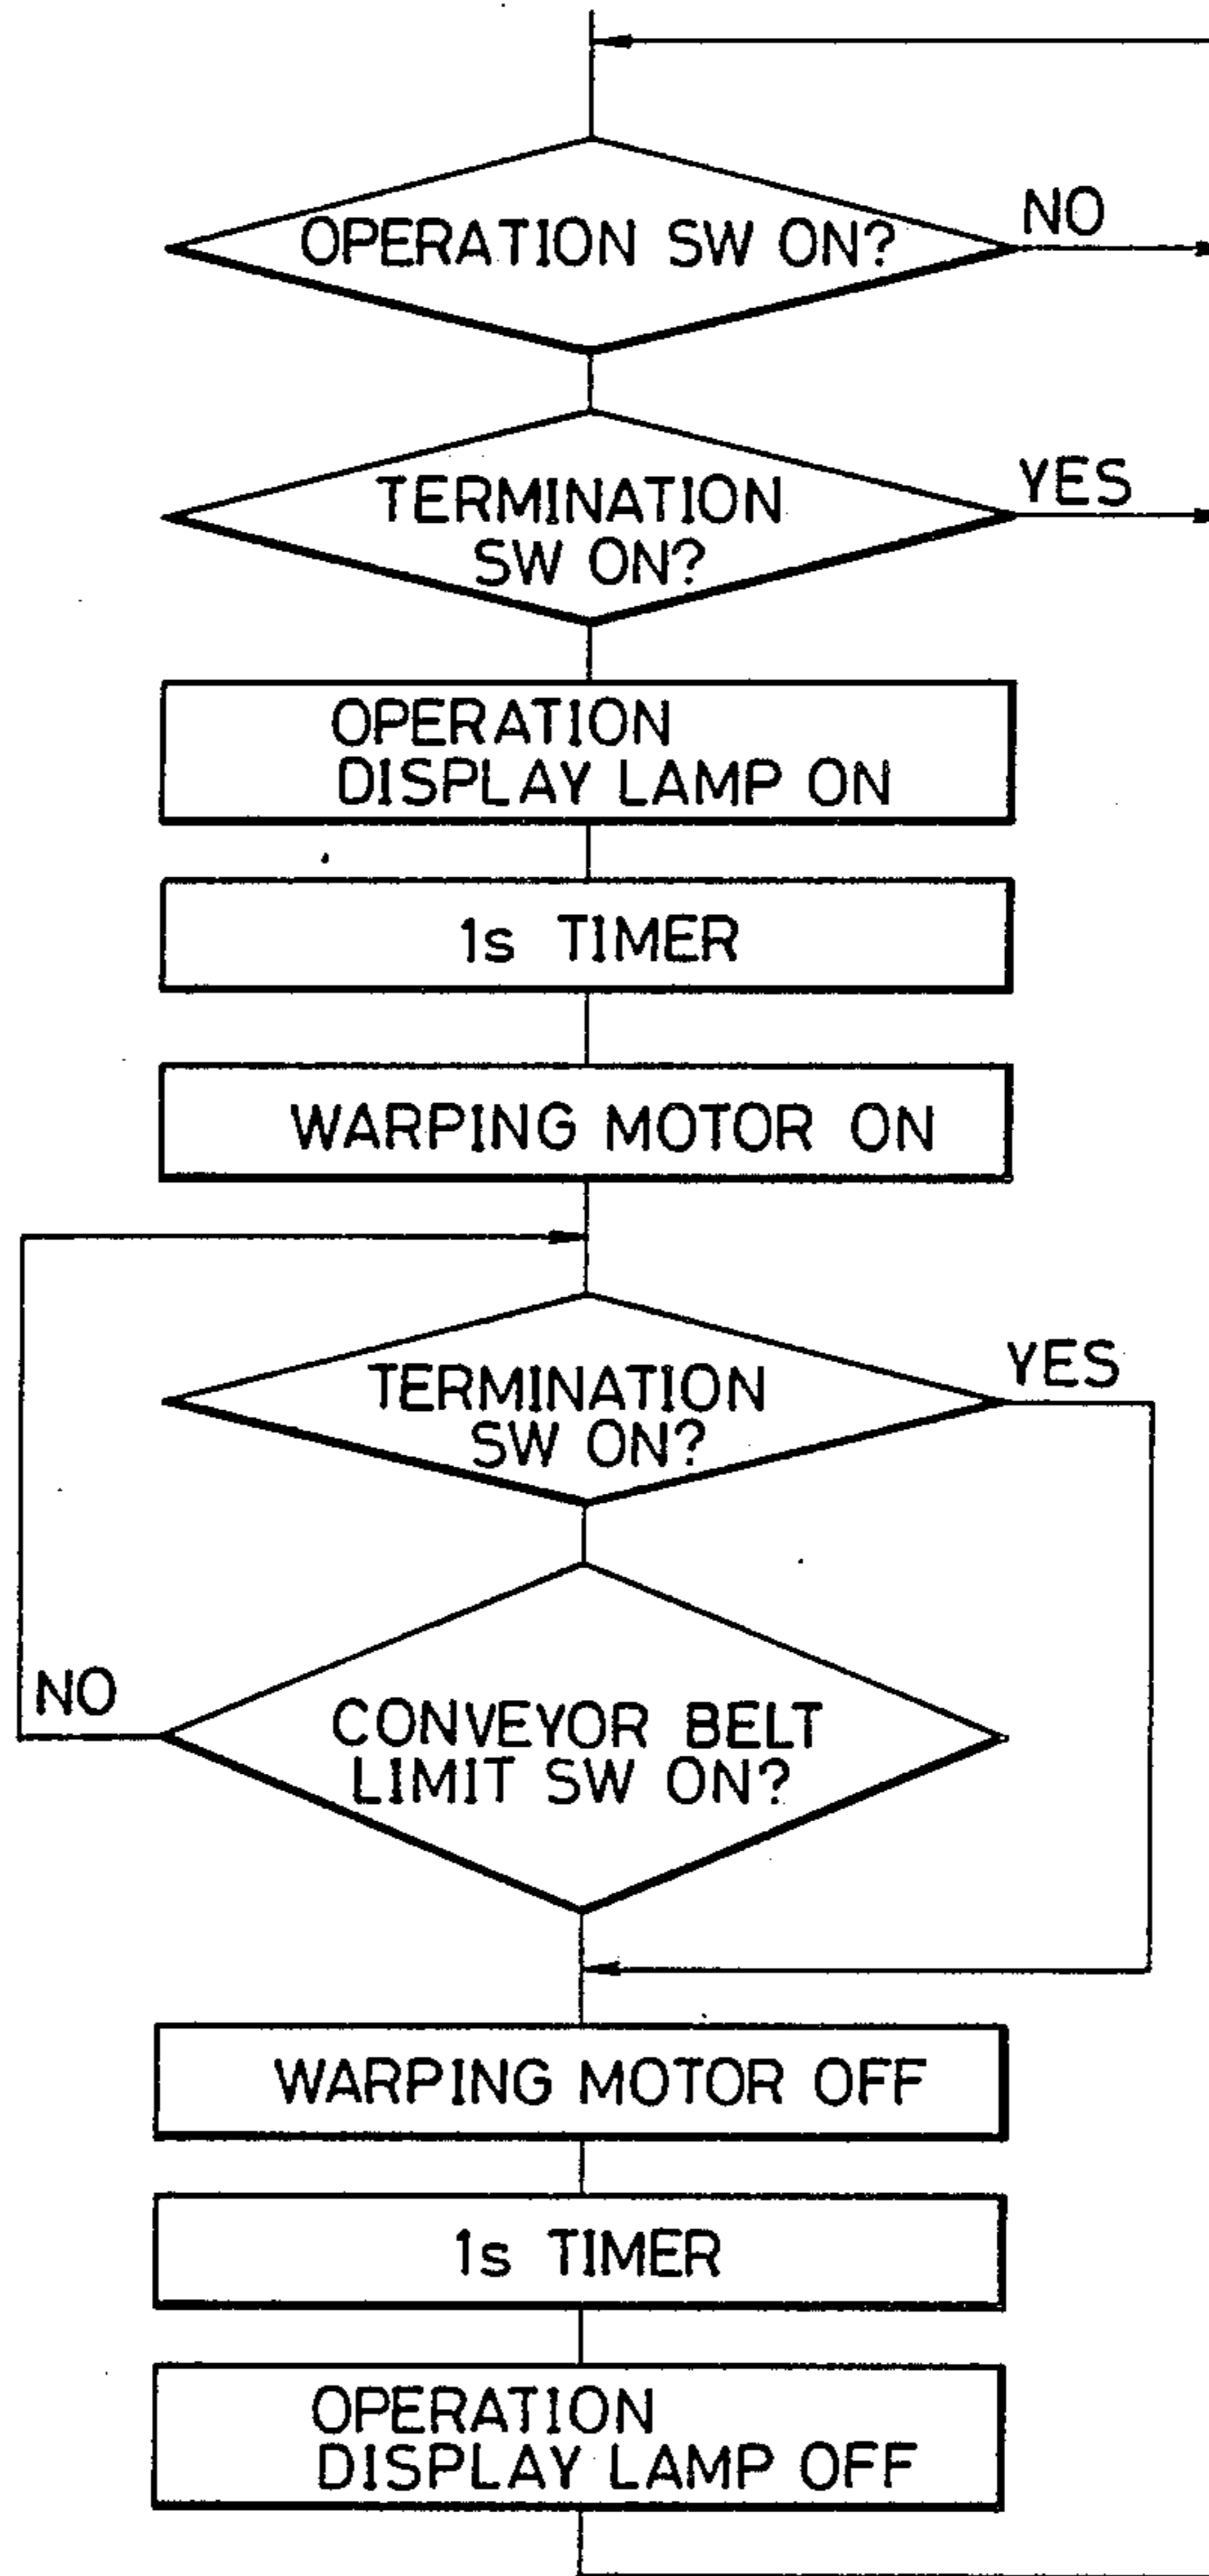 OPERATION SW ON?
NO
TERMINATION
SW ON?
YES
OPERATION
DISPLAY LAMP ON
1s TIMER
WARPING MOTOR ON
TERMINATION
SW ON?
YES
NO
CONVEYOR BELT
LIMIT SW ON?
WARPING MOTOR OFF
1s TIMER
OPERATION
DISPLAY LAMP OFF